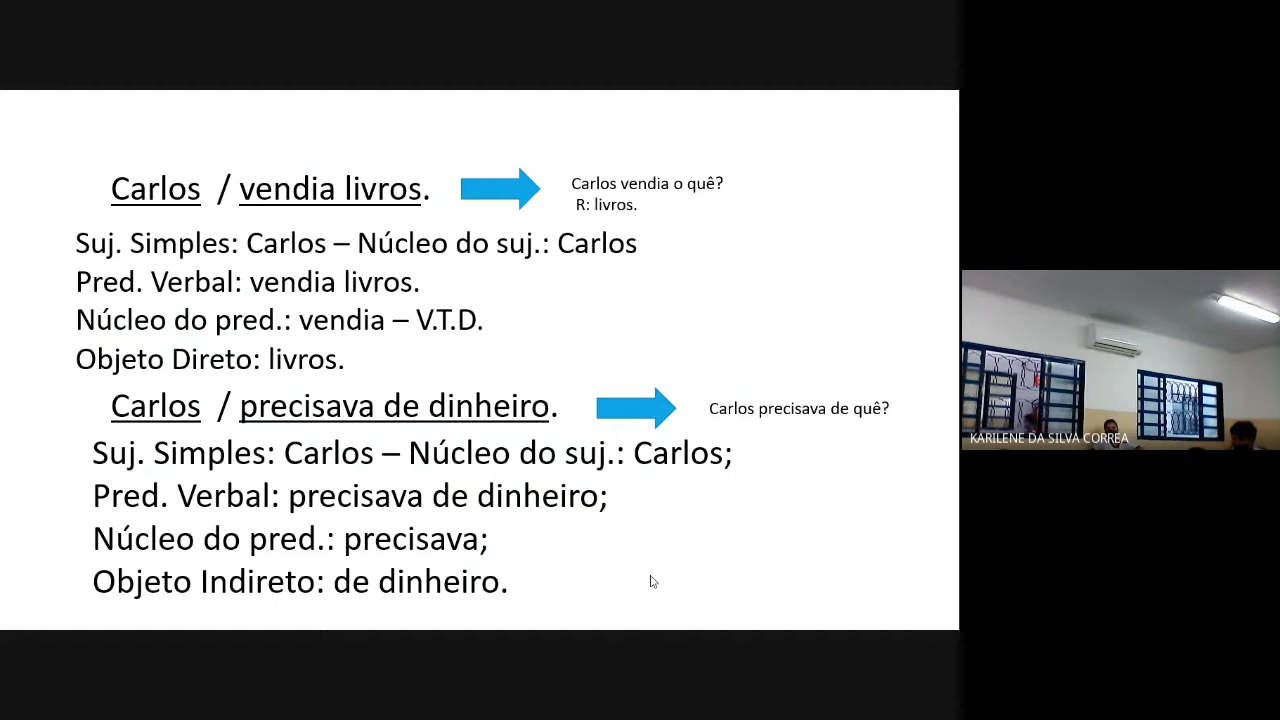 Carlos / vendia livros.
Carlos vendia o quê?
R: livros.
Suj. Simples: Carlos – Núcleo do suj.: Carlos
Pred. Verbal: vendia livros.
Núcleo do pred.: vendia – V.T.D.
Objeto Direto: livros.
Carlos / precisava de dinheiro.
Carlos precisava de quê?
Suj. Simples: Carlos – Núcleo do suj.: Carlos;
Pred. Verbal: precisava de dinheiro;
Núcleo do pred.: precisava;
Objeto Indireto: de dinheiro.
KARILENE DA SILVA CORREA